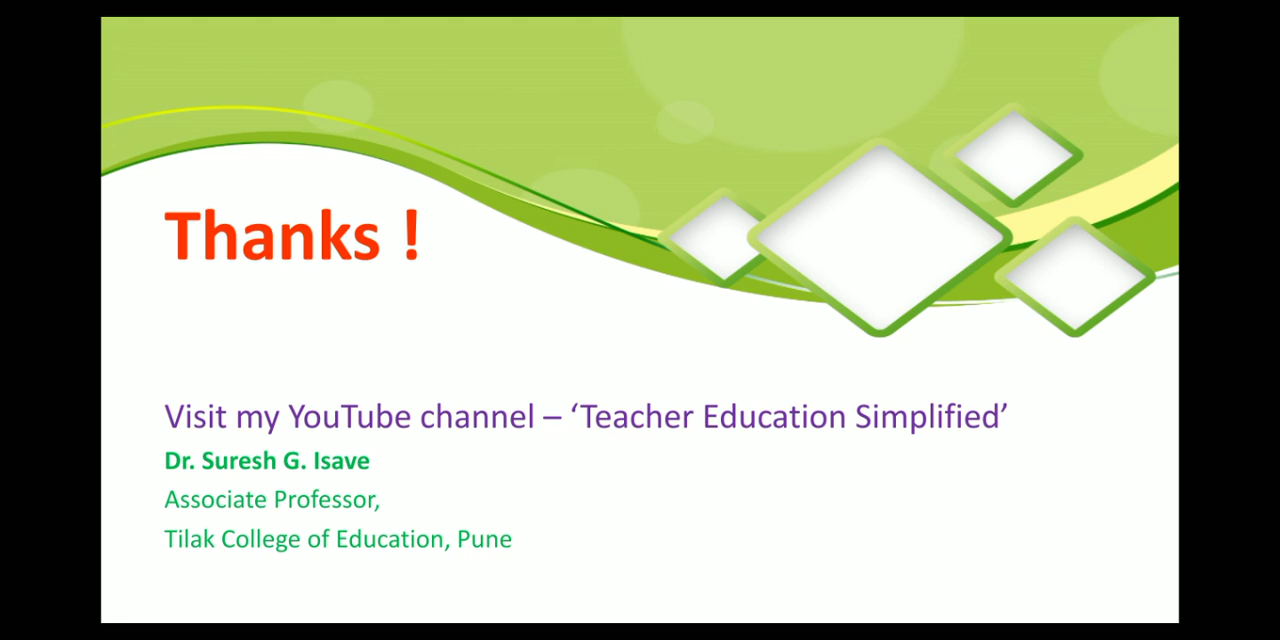 Thanks !
Visit my YouTube channel – ‘Teacher Education Simplified’
Dr. Suresh G. Isave
Associate Professor,
Tilak College of Education, Pune